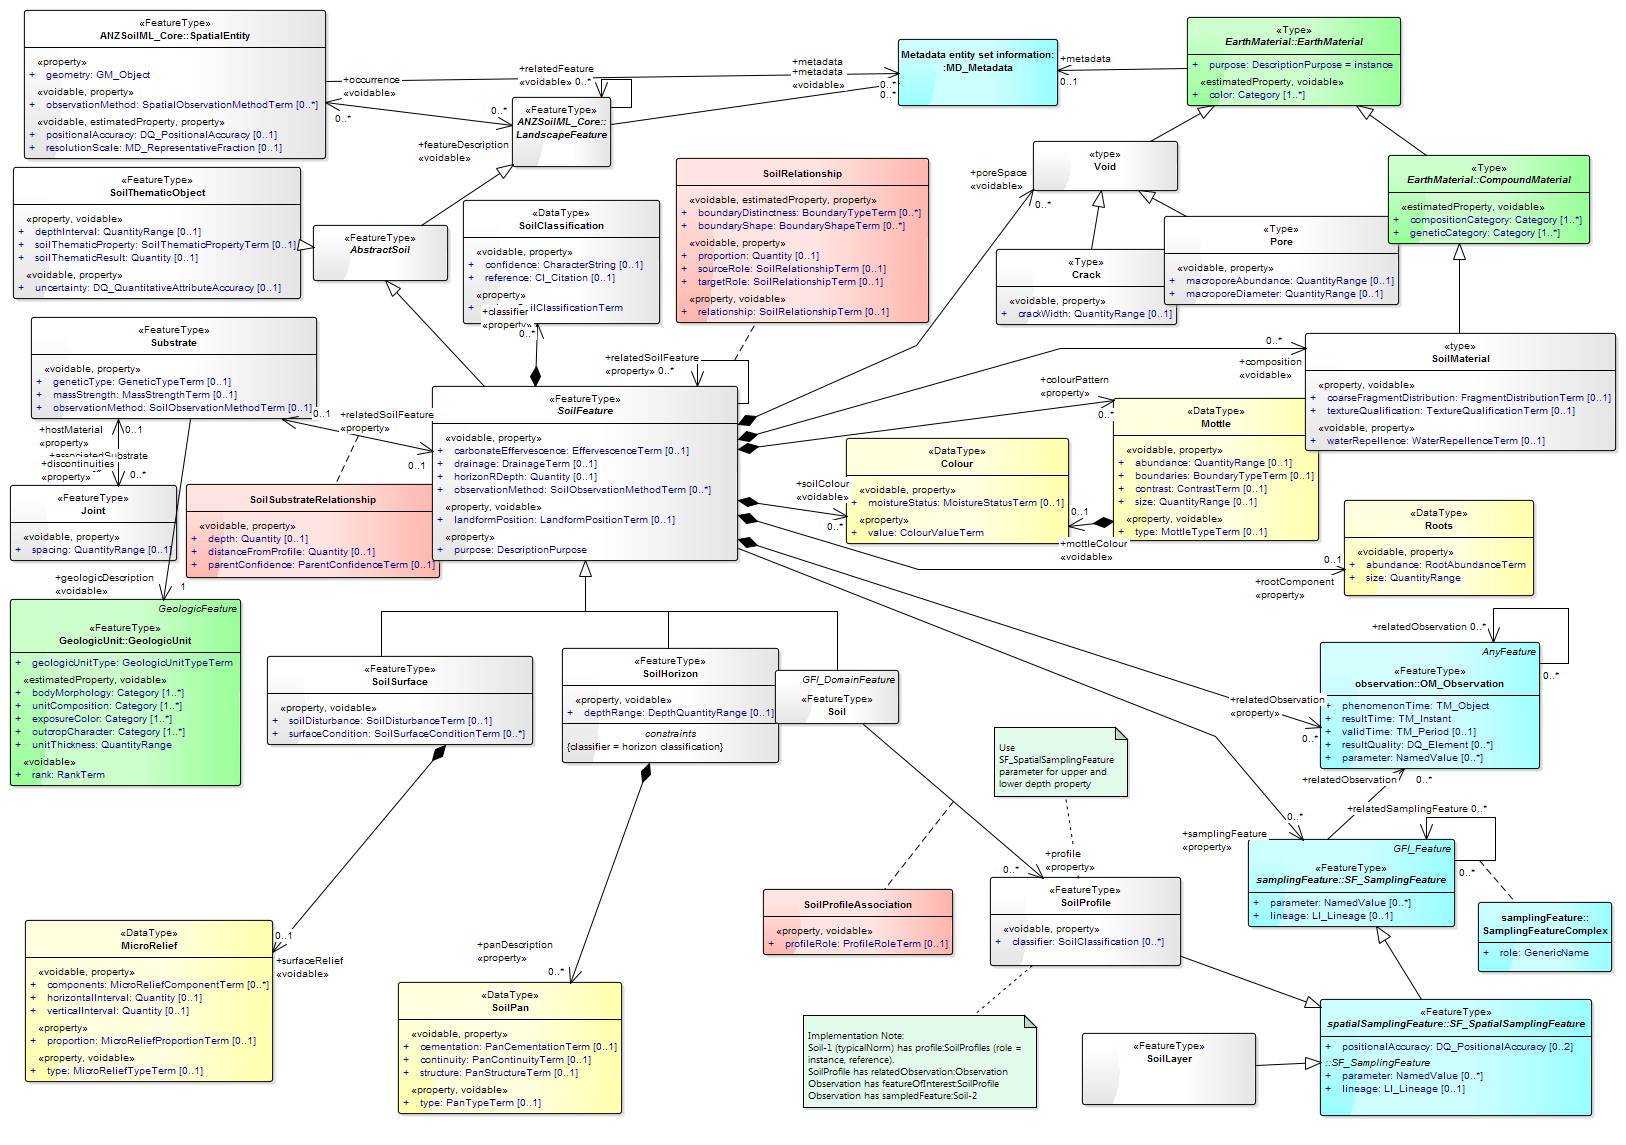 «FeatureType»
ANZSoilML_Core::SpatialEntity
«property»
+ geometry: GM_Object
«voidable, property»
+ observationMethod: SpatialObservationMethodTerm [0..*]
«voidable, estimatedProperty, property»
+ positionalAccuracy: DQ_PositionalAccuracy [0..1]
+ resolutionScale: MD_RepresentativeFraction [0..1]
+occurrence
«voidable»
0..*
0..*
+relatedFeature
«voidable» 0..*
«FeatureType»
ANZSoilML_Core::
LandscapeFeature
+featureDescription
«voidable»
+metadata
+metadata
«voidable»
0..*
0..*
Metadata entity set information:
:MD_Metadata
+metadata
0..1
«Type»
EarthMaterial::EarthMaterial
+ purpose: DescriptionPurpose = instance
«estimatedProperty, voidable»
+ color: Category [1..*]
«FeatureType»
SoilThematicObject
«property, voidable»
+ depthInterval: QuantityRange [0..1]
+ soilThematicProperty: SoilThematicPropertyTerm [0..1]
+ soilThematicResult: Quantity [0..1]
«property, voidable»
+ uncertainty: DQ_QuantitativeAttributeAccuracy [0..1]
«FeatureType»
AbstractSoil
«DataType»
SoilClassification
«voidable, property»
+ confidence: CharacterString [0..1]
+ reference: CI_Citation [0..1]
«property»
+ ilClassificationTerm
+classifier
«property»
0..*
SoilRelationship
«voidable, estimatedProperty, property»
+ boundaryDistinctness: BoundaryTypeTerm [0..*]
+ boundaryShape: BoundaryShapeTerm [0..*]
«voidable, property»
+ proportion: Quantity [0..1]
+ sourceRole: SoilRelationshipTerm [0..1]
+ targetRole: SoilRelationshipTerm [0..1]
«property, voidable»
+ relationship: SoilRelationshipTerm [0..1]
+poreSpace
«voidable»
0..*
«type»
Void
«Type»
Crack
«voidable, property»
+ crackWidth: QuantityRange [0..1]
«Type»
Pore
«voidable, property»
+ macroporeAbundance: QuantityRange [0..1]
+ macroporeDiameter: QuantityRange [0..1]
«Type»
EarthMaterial::CompoundMaterial
«estimatedProperty, voidable»
+ compositionCategory: Category [1..*]
+ geneticCategory: Category [1..*]
«type»
SoilMaterial
«property, voidable»
+ coarseFragmentDistribution: FragmentDistributionTerm [0..1]
+ textureQualification: TextureQualificationTerm [0..1]
«voidable, property»
+ waterRepellence: WaterRepellenceTerm [0..1]
0..*
+composition
«voidable»
«FeatureType»
Substrate
«voidable, property»
+ geneticType: GeneticTypeTerm [0..1]
+ massStrength: MassStrengthTerm [0..1]
+ observationMethod: SoilObservationMethodTerm [0..1]
0..1
+relatedSoilFeature
«property»
0..1
+relatedSoilFeature
«property» 0..*
«FeatureType»
SoilFeature
«voidable, property»
+ carbonateEffervescence: EffervescenceTerm [0..1]
+ drainage: DrainageTerm [0..1]
+ horizonRDepth: Quantity [0..1]
+ observationMethod: SoilObservationMethodTerm [0..*]
«property, voidable»
+ landformPosition: LandformPositionTerm [0..1]
«property»
+ purpose: DescriptionPurpose
+colourPattern
«property»
0..*
«DataType»
Mottle
«voidable, property»
+ abundance: QuantityRange [0..1]
+ boundaries: BoundaryTypeTerm [0..1]
+ contrast: ContrastTerm [0..1]
+ size: QuantityRange [0..1]
«property, voidable»
+ type: MottleTypeTerm [0..1]
«DataType»
Colour
«voidable, property»
+ moistureStatus: MoistureStatusTerm [0..1]
«property»
+ value: ColourValueTerm
+soilColour
«voidable»
0..*
0..1
+mottleColour
«voidable»
«DataType»
Roots
«voidable, property»
+ abundance: RootAbundanceTerm
+ size: QuantityRange
0..1
+rootComponent
«property»
+hostMaterial
«property»
0..1
+associatedSubstrate
+discontinuities
«property»
0..*
«FeatureType»
Joint
«voidable, property»
+ spacing: QuantityRange [0..1]
SoilSubstrateRelationship
«voidable, property»
+ depth: Quantity [0..1]
+ distanceFromProfile: Quantity [0..1]
+ parentConfidence: ParentConfidenceTerm [0..1]
+geologicDescription
«voidable»
1
GeologicFeature
«FeatureType»
GeologicUnit::GeologicUnit
+ geologicUnitType: GeologicUnitTypeTerm
«estimatedProperty, voidable»
+ bodyMorphology: Category [1..*]
+ unitComposition: Category [1..*]
+ exposureColor: Category [1..*]
+ outcropCharacter: Category [1..*]
+ unitThickness: QuantityRange
«voidable»
+ rank: RankTerm
«FeatureType»
SoilSurface
«property, voidable»
+ soilDisturbance: SoilDisturbanceTerm [0..1]
+ surfaceCondition: SoilSurfaceConditionTerm [0..*]
«FeatureType»
SoilHorizon
«property, voidable»
+ depthRange: DepthQuantityRange [0..1]
constraints
{classifier = horizon classification}
GFI_DomainFeature
«FeatureType»
Soil
Use
SF_SpatialSamplingFeature
parameter for upper and
lower depth property
+relatedObservation 0..*
0..*
AnyFeature
«FeatureType»
observation::OM_Observation
+ phenomenonTime: TM_Object
+ resultTime: TM_Instant
+ validTime: TM_Period [0..1]
+ resultQuality: DQ_Element [0..*]
+ parameter: NamedValue [0..*]
+relatedObservation
«property»
0..*
+relatedObservation
0..*
+relatedSamplingFeature 0..*
0..*
0..*
+samplingFeature
«property»
GFI_Feature
«FeatureType»
samplingFeature::SF_SamplingFeature
+ parameter: NamedValue [0..*]
+ lineage: LI_Lineage [0..1]
samplingFeature::
SamplingFeatureComplex
+ role: GenericName
+profile
«property»
0..*
«FeatureType»
SoilProfile
«voidable, property»
+ classifier: SoilClassification [0..*]
SoilProfileAssociation
«property, voidable»
+ profileRole: ProfileRoleTerm [0..1]
«DataType»
MicroRelief
«voidable, property»
+ components: MicroReliefComponentTerm [0..*]
+ horizontalInterval: Quantity [0..1]
+ verticalInterval: Quantity [0..1]
«property»
+ proportion: MicroReliefProportionTerm [0..1]
«property, voidable»
+ type: MicroReliefTypeTerm [0..1]
0..1
+surfaceRelief
«voidable»
+panDescription
«property»
0..*
«DataType»
SoilPan
«voidable, property»
+ cementation: PanCementationTerm [0..1]
+ continuity: PanContinuityTerm [0..1]
+ structure: PanStructureTerm [0..1]
«property, voidable»
+ type: PanTypeTerm [0..1]
Implementation Note:
Soil-1 (typicalNorm) has profile:SoilProfiles (role =
instance, reference).
SoilProfile has relatedObservation:Observation
Observation has featureOfInterest:SoilProfile
Observation has sampledFeature:Soil-2
«FeatureType»
SoilLayer
«FeatureType»
spatialSamplingFeature::SF_SpatialSamplingFeature
+ positionalAccuracy: DQ_PositionalAccuracy [0..2]
::SF_SamplingFeature
+ parameter: NamedValue [0..*]
+ lineage: LI_Lineage [0..1]